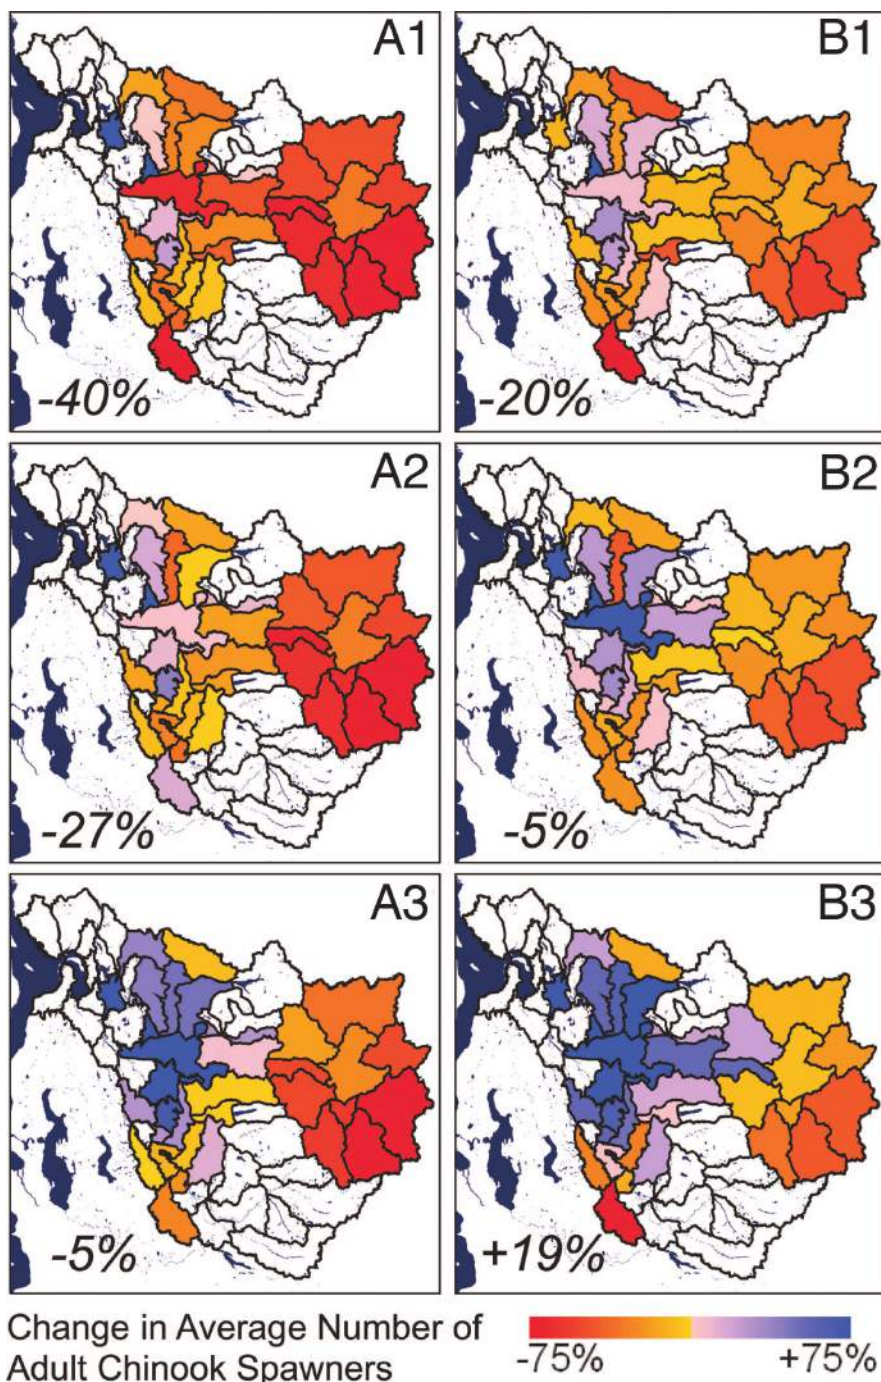 A1
B1
-40%
-20%
A2
B2
-27%
-5%
A3
B3
-5%
+19%
Change in Average Number of
Adult Chinook Spawners
-75%
+75%